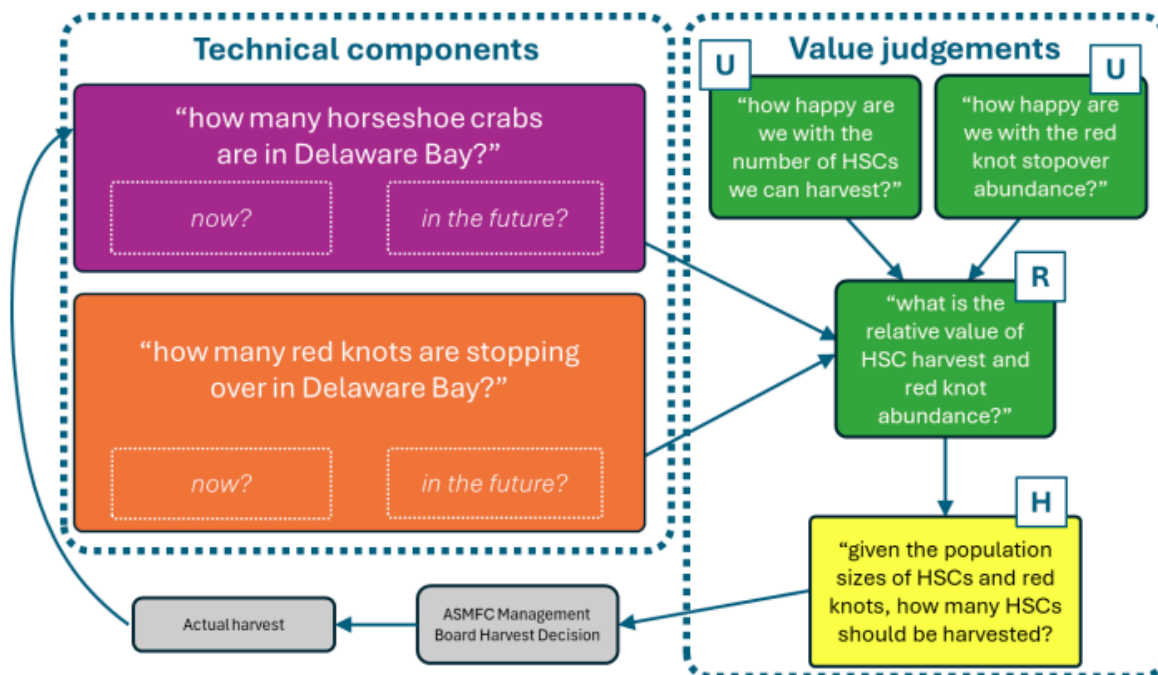 Technical components
“how many horseshoe crabs
are in Delaware Bay?”
now?
in the future?
“how many red knots are stopping
over in Delaware Bay?”
now?
in the future?
Value judgements
U
“how happy are
we with the
number of HSCs
we can harvest?”
U
“how happy are
we with the red
knot stopover
abundance?”
R
“what is the
relative value of
HSC harvest and
red knot
abundance?”
H
“given the population
sizes of HSCs and red
knots, how many HSCs
should be harvested?
ASMFC Management
Board Harvest Decision
Actual harvest